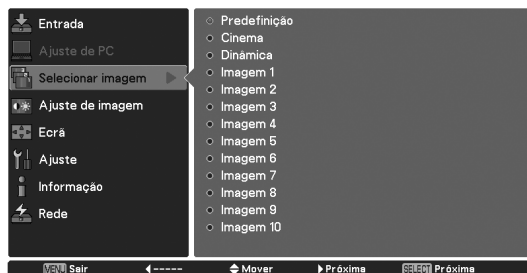 Entrada
Ajuste de PC
Selecionar imagem
Ajuste de imagem
Ecrã
Ajuste
Informação
Rede
Predefinição
Cinema
Dinâmica
Imagem 1
Imagem 2
Imagem 3
Imagem 4
Imagem 5
Imagem 6
Imagem 7
Imagem 8
Imagem 9
Imagem 10
MENU Sair ----- Mover Próxima SELECT Próxima